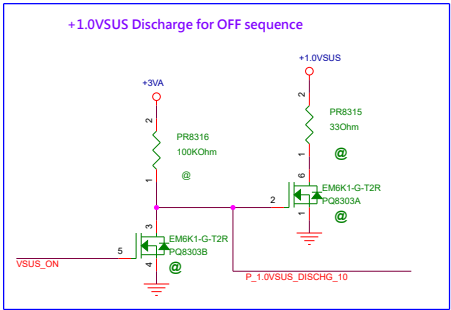 +1.0VSUS Discharge for OFF sequence
+1.0VSUS
+3VA
2
PR8315
33Ohm
2
PR8316
100KOhm
1
@
@
1
6
EM6K1-G-T2R
2
PQ8303A
@
1
3
EM6K1-G-T2R
5
PQ8303B
VSUS_ON
4
@
P_1.0VSUS_DISCHG_10